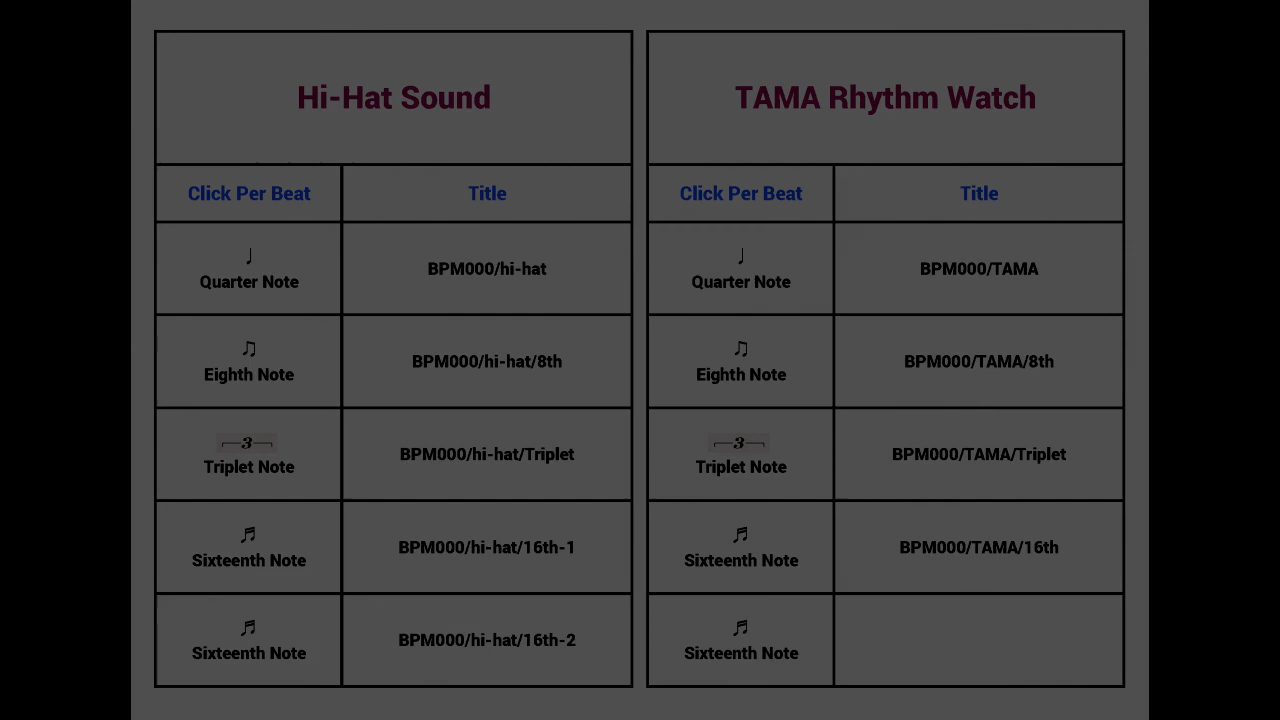 Hi-Hat Sound
Click Per Beat Title
♩
Quarter Note BPM000/hi-hat
♫
Eighth Note BPM000/hi-hat/8th
3
Triplet Note BPM000/hi-hat/Triplet
♬
Sixteenth Note BPM000/hi-hat/16th-1
♬
Sixteenth Note BPM000/hi-hat/16th-2
TAMA Rhythm Watch
Click Per Beat Title
♩
Quarter Note BPM000/TAMA
♫
Eighth Note BPM000/TAMA/8th
3
Triplet Note BPM000/TAMA/Triplet
♬
Sixteenth Note BPM000/TAMA/16th
♬
Sixteenth Note